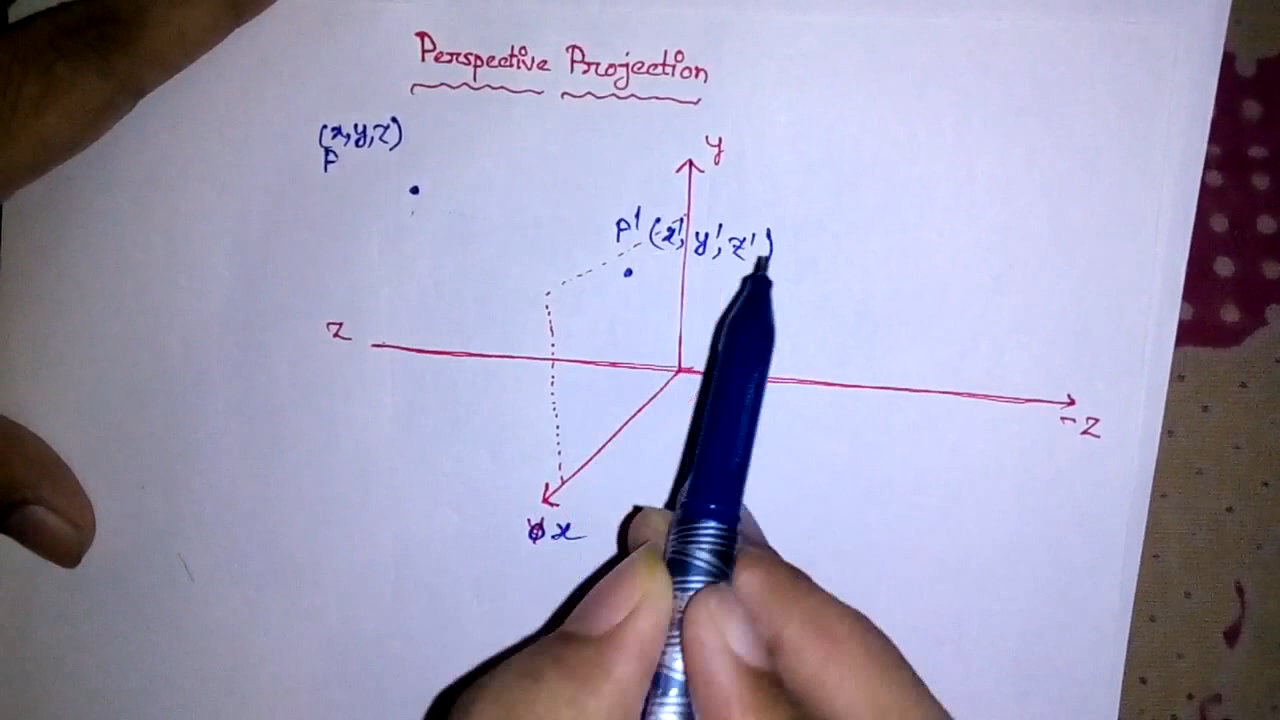 Perspective Projection
(x,y,z)
P
y
P' (x', y', z')
z
-z
x